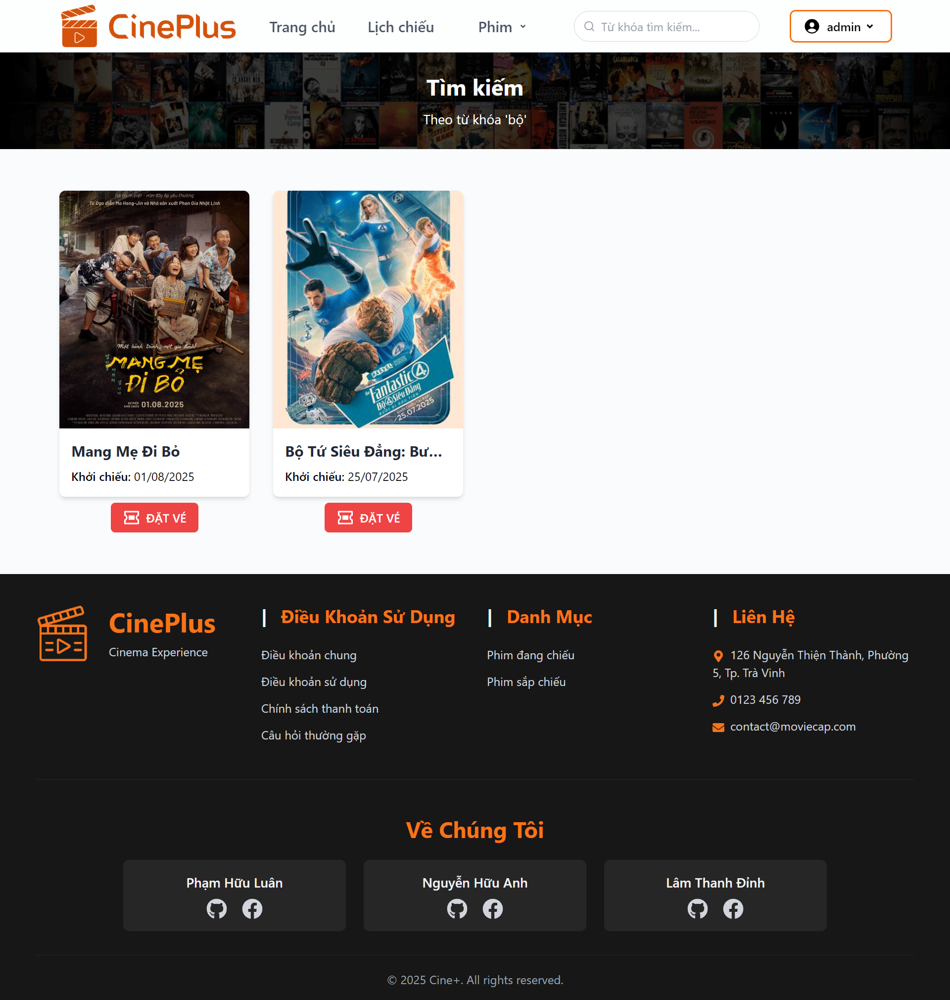 CinePlus
Trang chủ
Lịch chiếu
Phim
Từ khóa tìm kiếm...
admin
Tìm kiếm
Theo từ khóa 'bộ'
Bộ phim Việt - Hàn đầy ắp yêu thương
Từ Đạo diễn Mo Hong-Jin và Nhà sản xuất Phan Gia Nhật Linh
Một hành trình, một gia đình!
MANG MẸ
ĐI BỎ
DỰ KIẾN
KHỞI CHIẾU 01.08.2025
MARVEL STUDIOS
the Fantastic 4
Bộ 4 Siêu Đẳng
BƯỚC ĐI ĐẦU TIÊN
KHỞI CHIẾU TẠI RẠP
25.07.2025
Mang Mẹ Đi Bỏ
Khởi chiếu: 01/08/2025
ĐẶT VÉ
Bộ Tứ Siêu Đẳng: Bư...
Khởi chiếu: 25/07/2025
ĐẶT VÉ
CinePlus
Cinema Experience
| Điều Khoản Sử Dụng
Điều khoản chung
Điều khoản sử dụng
Chính sách thanh toán
Câu hỏi thường gặp
| Danh Mục
Phim đang chiếu
Phim sắp chiếu
| Liên Hệ
126 Nguyễn Thiện Thành, Phường
5, Tp. Trà Vinh
0123 456 789
contact@moviecap.com
Về Chúng Tôi
Phạm Hữu Luân
Nguyễn Hữu Anh
Lâm Thanh Đỉnh
© 2025 Cine+. All rights reserved.